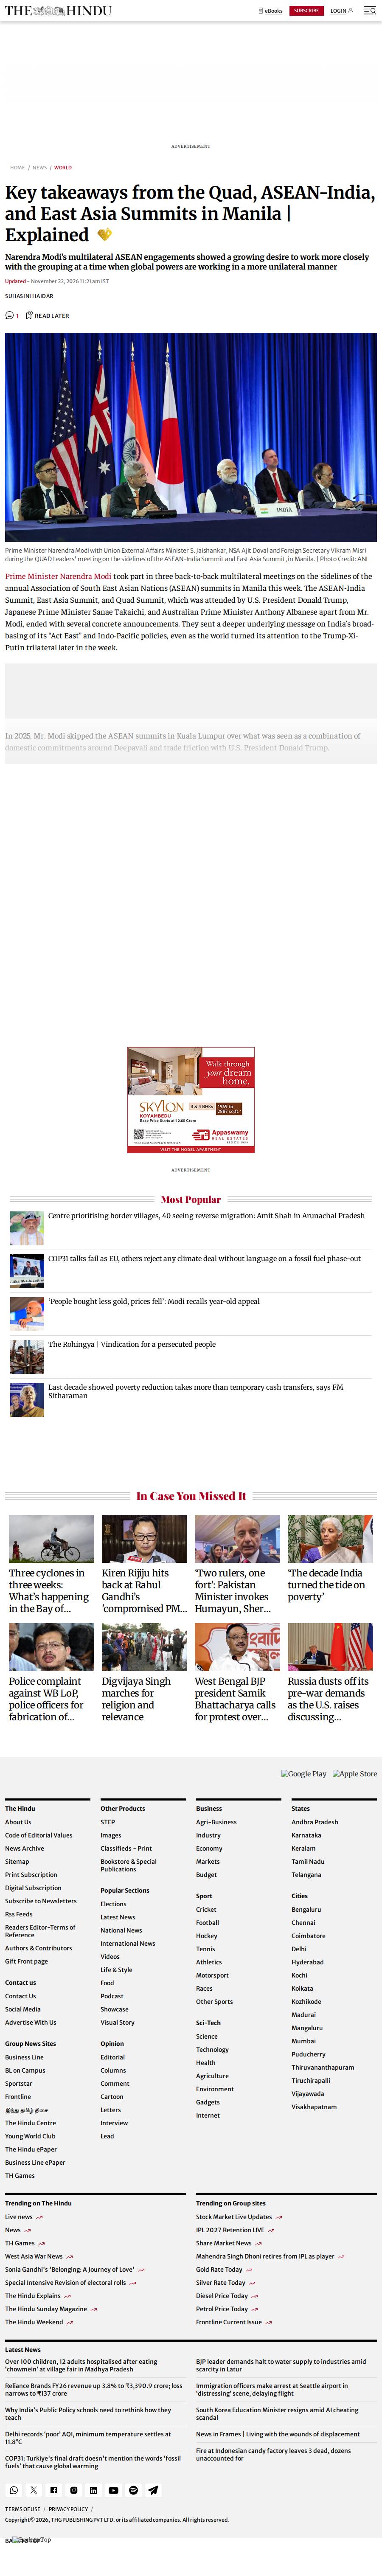 THE HINDU
eBooks
SUBSCRIBE
LOGIN
ADVERTISEMENT
HOME / NEWS / WORLD
Key takeaways from the Quad, ASEAN-India,
and East Asia Summits in Manila |
Explained
Narendra Modi's multilateral ASEAN engagements showed a growing desire to work more closely
with the grouping at a time when global powers are working in a more unilateral manner
Updated - November 22, 2026 11:21 am IST
SUHASINI HAIDAR
1
READ LATER
INDIA
Prime Minister Narendra Modi with Union External Affairs Minister S. Jaishankar, NSA Ajit Doval and Foreign Secretary Vikram Misri
during the QUAD Leaders' meeting on the sidelines of the ASEAN-India Summit and East Asia Summit, in Manila. | Photo Credit: ANI
Prime Minister Narendra Modi took part in three back-to-back multilateral meetings on the sidelines of the
annual Association of South East Asian Nations (ASEAN) summits in Manila this week. The ASEAN-India
Summit, East Asia Summit, and Quad Summit, which was attended by U.S. President Donald Trump,
Japanese Prime Minister Sanae Takaichi, and Australian Prime Minister Anthony Albanese apart from Mr.
Modi, ended with several concrete announcements. They sent a deeper underlying message on India's broad-
basing of its "Act East" and Indo-Pacific policies, even as the world turned its attention to the Trump-Xi-
Putin trilateral later in the week.
In 2025, Mr. Modi skipped the ASEAN summits in Kuala Lumpur over what was seen as a combination of
domestic commitments around Deepavali and trade friction with U.S. President Donald Trump.
Walk through
your dream
home.
SKYLON
KOYAMBEDU
3 & 4 BHKs
Base Price Starts at ₹2.65 Crore
Appaswamy
REAL ESTATES
VISIT THE MODEL APARTMENT
ADVERTISEMENT
Most Popular
Centre prioritising border villages, 40 seeing reverse migration: Amit Shah in Arunachal Pradesh
COP31 talks fail as EU, others reject any climate deal without language on a fossil fuel phase-out
'People bought less gold, prices fell': Modi recalls year-old appeal
The Rohingya | Vindication for a persecuted people
Last decade showed poverty reduction takes more than temporary cash transfers, says FM
Sitharaman
In Case You Missed It
Three cyclones in
three weeks:
What's happening
in the Bay of...
Kiren Rijiju hits
back at Rahul
Gandhi's
'compromised PM...
'Two rulers, one
fort': Pakistan
Minister invokes
Humayun, Sher...
'The decade India
turned the tide on
poverty'
Police complaint
against WB LoP,
police officers for
fabrication of...
Digvijaya Singh
marches for
religion and
relevance
West Bengal BJP
president Samik
Bhattacharya calls
for protest over...
Russia dusts off its
pre-war demands
as the U.S. raises
discussing...
Google Play
Apple Store
The Hindu
About Us
Code of Editorial Values
News Archive
Sitemap
Print Subscription
Digital Subscription
Subscribe to Newsletters
Rss Feeds
Readers Editor-Terms of
Reference
Authors & Contributors
Gift Front page
Contact us
Contact Us
Social Media
Advertise With Us
Group News Sites
Business Line
BL on Campus
Sportstar
Frontline
இந்து தமிழ் திசை
The Hindu Centre
Young World Club
The Hindu ePaper
Business Line ePaper
TH Games
Other Products
STEP
Images
Classifieds - Print
Bookstore & Special
Publications
Popular Sections
Elections
Latest News
National News
International News
Videos
Life & Style
Food
Podcast
Showcase
Visual Story
Opinion
Editorial
Columns
Comment
Cartoon
Letters
Interview
Lead
Business
Agri-Business
Industry
Economy
Markets
Budget
Sport
Cricket
Football
Hockey
Tennis
Athletics
Motorsport
Races
Other Sports
Sci-Tech
Science
Technology
Health
Agriculture
Environment
Gadgets
Internet
States
Andhra Pradesh
Karnataka
Keralam
Tamil Nadu
Telangana
Cities
Bengaluru
Chennai
Coimbatore
Delhi
Hyderabad
Kochi
Kolkata
Kozhikode
Madurai
Mangaluru
Mumbai
Puducherry
Thiruvananthapuram
Tiruchirapalli
Vijayawada
Visakhapatnam
Trending on The Hindu
Live news
News
TH Games
West Asia War News
Sonia Gandhi's 'Belonging: A Journey of Love'
Special Intensive Revision of electoral rolls
The Hindu Explains
The Hindu Sunday Magazine
The Hindu Weekend
Trending on Group sites
Stock Market Live Updates
IPL 2027 Retention LIVE
Share Market News
Mahendra Singh Dhoni retires from IPL as player
Gold Rate Today
Silver Rate Today
Diesel Price Today
Petrol Price Today
Frontline Current Issue
Latest News
Over 100 children, 12 adults hospitalised after eating
'chowmein' at village fair in Madhya Pradesh
Reliance Brands FY26 revenue up 3.8% to ₹3,390.9 crore; loss
narrows to ₹137 crore
Why India's Public Policy schools need to rethink how they
teach
Delhi records 'poor' AQI, minimum temperature settles at
11.8°C
COP31: Turkiye's final draft doesn't mention the words 'fossil
fuels' that cause global warming
BJP leader demands halt to water supply to industries amid
scarcity in Latur
Immigration officers make arrest at Seattle airport in
'distressing' scene, delaying flight
South Korea Education Minister resigns amid AI cheating
scandal
News in Frames | Living with the wounds of displacement
Fire at Indonesian candy factory leaves 3 dead, dozens
unaccounted for
TERMS OF USE / PRIVACY POLICY /
Copyright© 2026, THG PUBLISHING PVT LTD. or its affiliated companies. All rights reserved.
BACK TO TOP